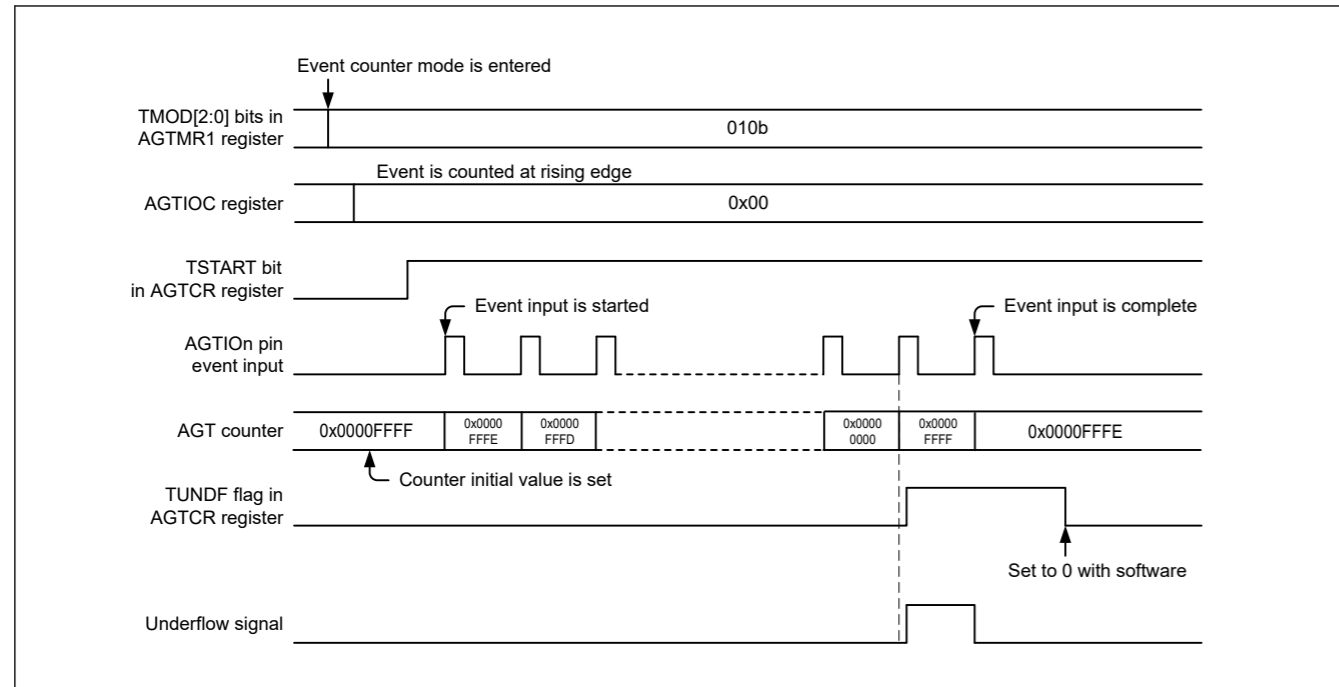 Event counter mode is entered
TMOD[2:0] bits in
AGTMR1 register
010b
Event is counted at rising edge
AGTIOC register
0x00
TSTART bit
in AGTCR register
Event input is started
Event input is complete
AGTIOn pin
event input
AGT counter
0x0000FFFF
0x0000
FFFE
0x0000
FFFD
0x0000
0000
0x0000
FFFF
0x0000FFFE
Counter initial value is set
TUNDF flag in
AGTCR register
Set to 0 with software
Underflow signal